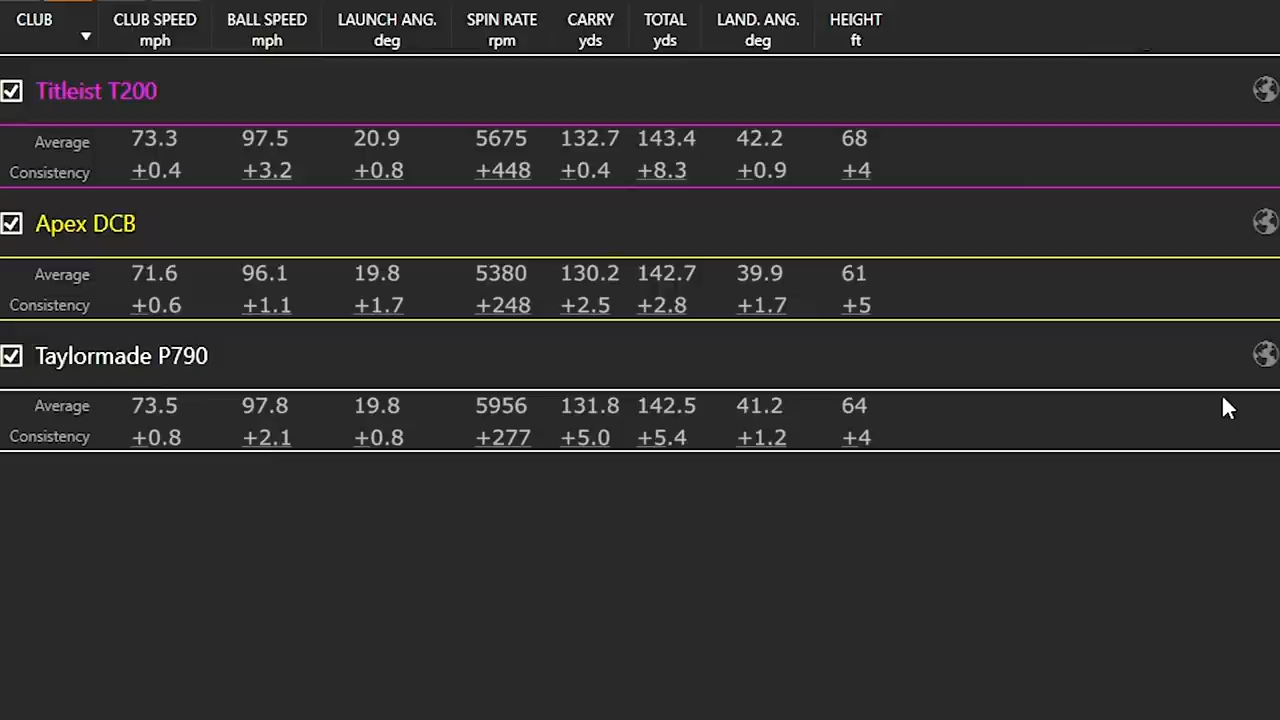 CLUB CLUB SPEED BALL SPEED LAUNCH ANG. SPIN RATE CARRY TOTAL LAND. ANG. HEIGHT
mph mph deg rpm yds yds deg ft
Titleist T200
Average 73.3 97.5 20.9 5675 132.7 143.4 42.2 68
Consistency ±0.4 ±3.2 ±0.8 ±448 ±0.4 ±8.3 ±0.9 ±4
Apex DCB
Average 71.6 96.1 19.8 5380 130.2 142.7 39.9 61
Consistency ±0.6 ±1.1 ±1.7 ±248 ±2.5 ±2.8 ±1.7 ±5
Taylormade P790
Average 73.5 97.8 19.8 5956 131.8 142.5 41.2 64
Consistency ±0.8 ±2.1 ±0.8 ±277 ±5.0 ±5.4 ±1.2 ±4